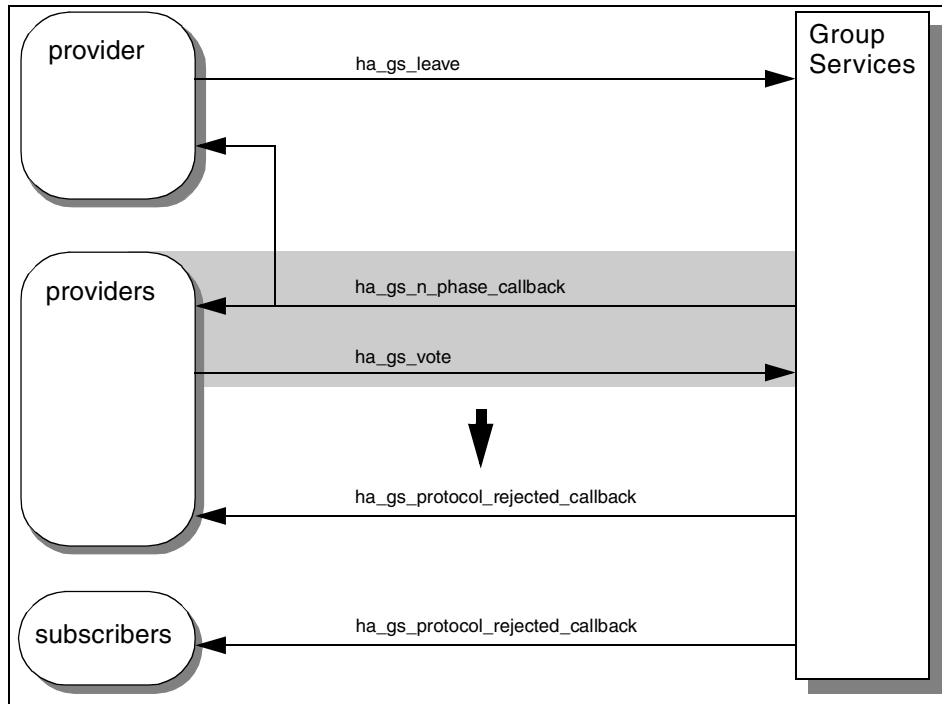 provider
Group
Services
ha_gs_leave
providers
ha_gs_n_phase_callback
ha_gs_vote
ha_gs_protocol_rejected_callback
subscribers
ha_gs_protocol_rejected_callback